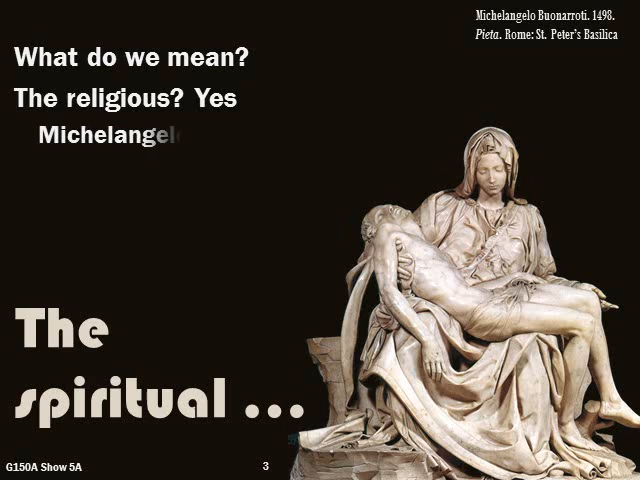 Michelangelo Buonarroti. 1498.
Pieta. Rome: St. Peter's Basilica
What do we mean?
The religious? Yes
Michelangelo
The
spiritual ...
G150A Show 5A
3